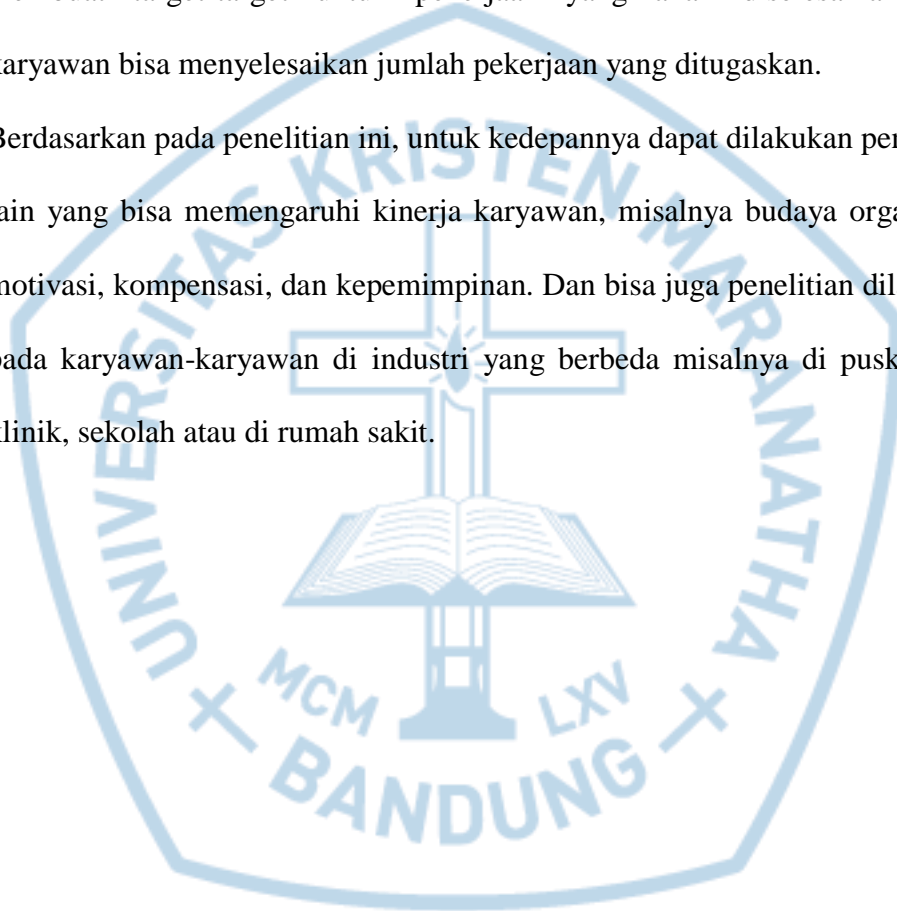 karyawan bisa menyelesaikan jumlah pekerjaan yang ditugaskan.
Berdasarkan pada penelitian ini, untuk kedepannya dapat dilakukan
yang bisa memengaruhi kinerja karyawan, misalnya budaya
motivasi, kompensasi, dan kepemimpinan. Dan bisa juga penelitian
pada karyawan-karyawan di industri yang berbeda misalnya di
klinik, sekolah atau di rumah sakit.
UNIVERSITAS KRISTEN MARANATHA
MCM LXV
BANDUNG